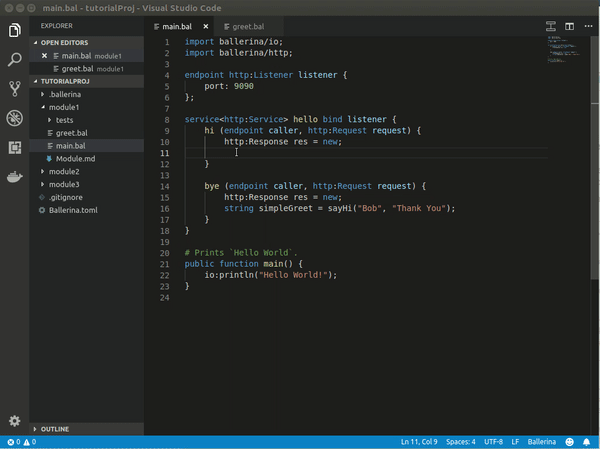 main.bal - tutorialProj - Visual Studio Code
EXPLORER
OPEN EDITORS
main.bal module1
greet.bal module1
TUTORIALPROJ
.ballerina
module1
tests
greet.bal
main.bal
Module.md
module2
module3
.gitignore
Ballerina.toml
OUTLINE
main.bal
greet.bal
1 import ballerina/io;
2 import ballerina/http;
3
4 endpoint http:Listener listener {
5 port: 9090
6 };
7
8 service<http:Service> hello bind listener {
9 hi (endpoint caller, http:Request request) {
10 http:Response res = new;
11
12 }
13
14 bye (endpoint caller, http:Request request) {
15 http:Response res = new;
16 string simpleGreet = sayHi("Bob", "Thank You");
17 }
18 }
19
20 # Prints `Hello World`.
21 public function main() {
22 io:println("Hello World!");
23 }
24
0 0
Ln 11, Col 9
Spaces: 4
UTF-8
LF
Ballerina